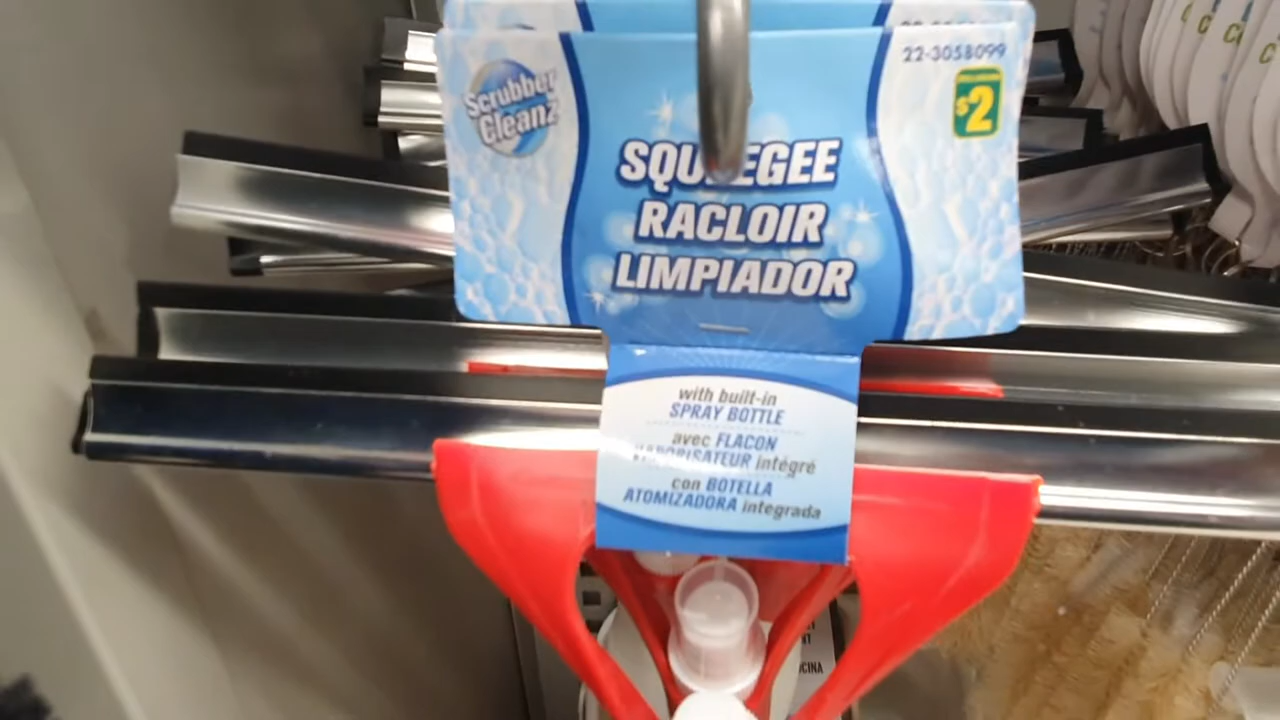 22-3058099
Scrubber
Cleanz
$2
SQUEEGEE
RACLOIR
LIMPIADOR
with built-in
SPRAY BOTTLE
avec FLACON
VAPORISATEUR intégré
con BOTELLA
ATOMIZADORA integrada